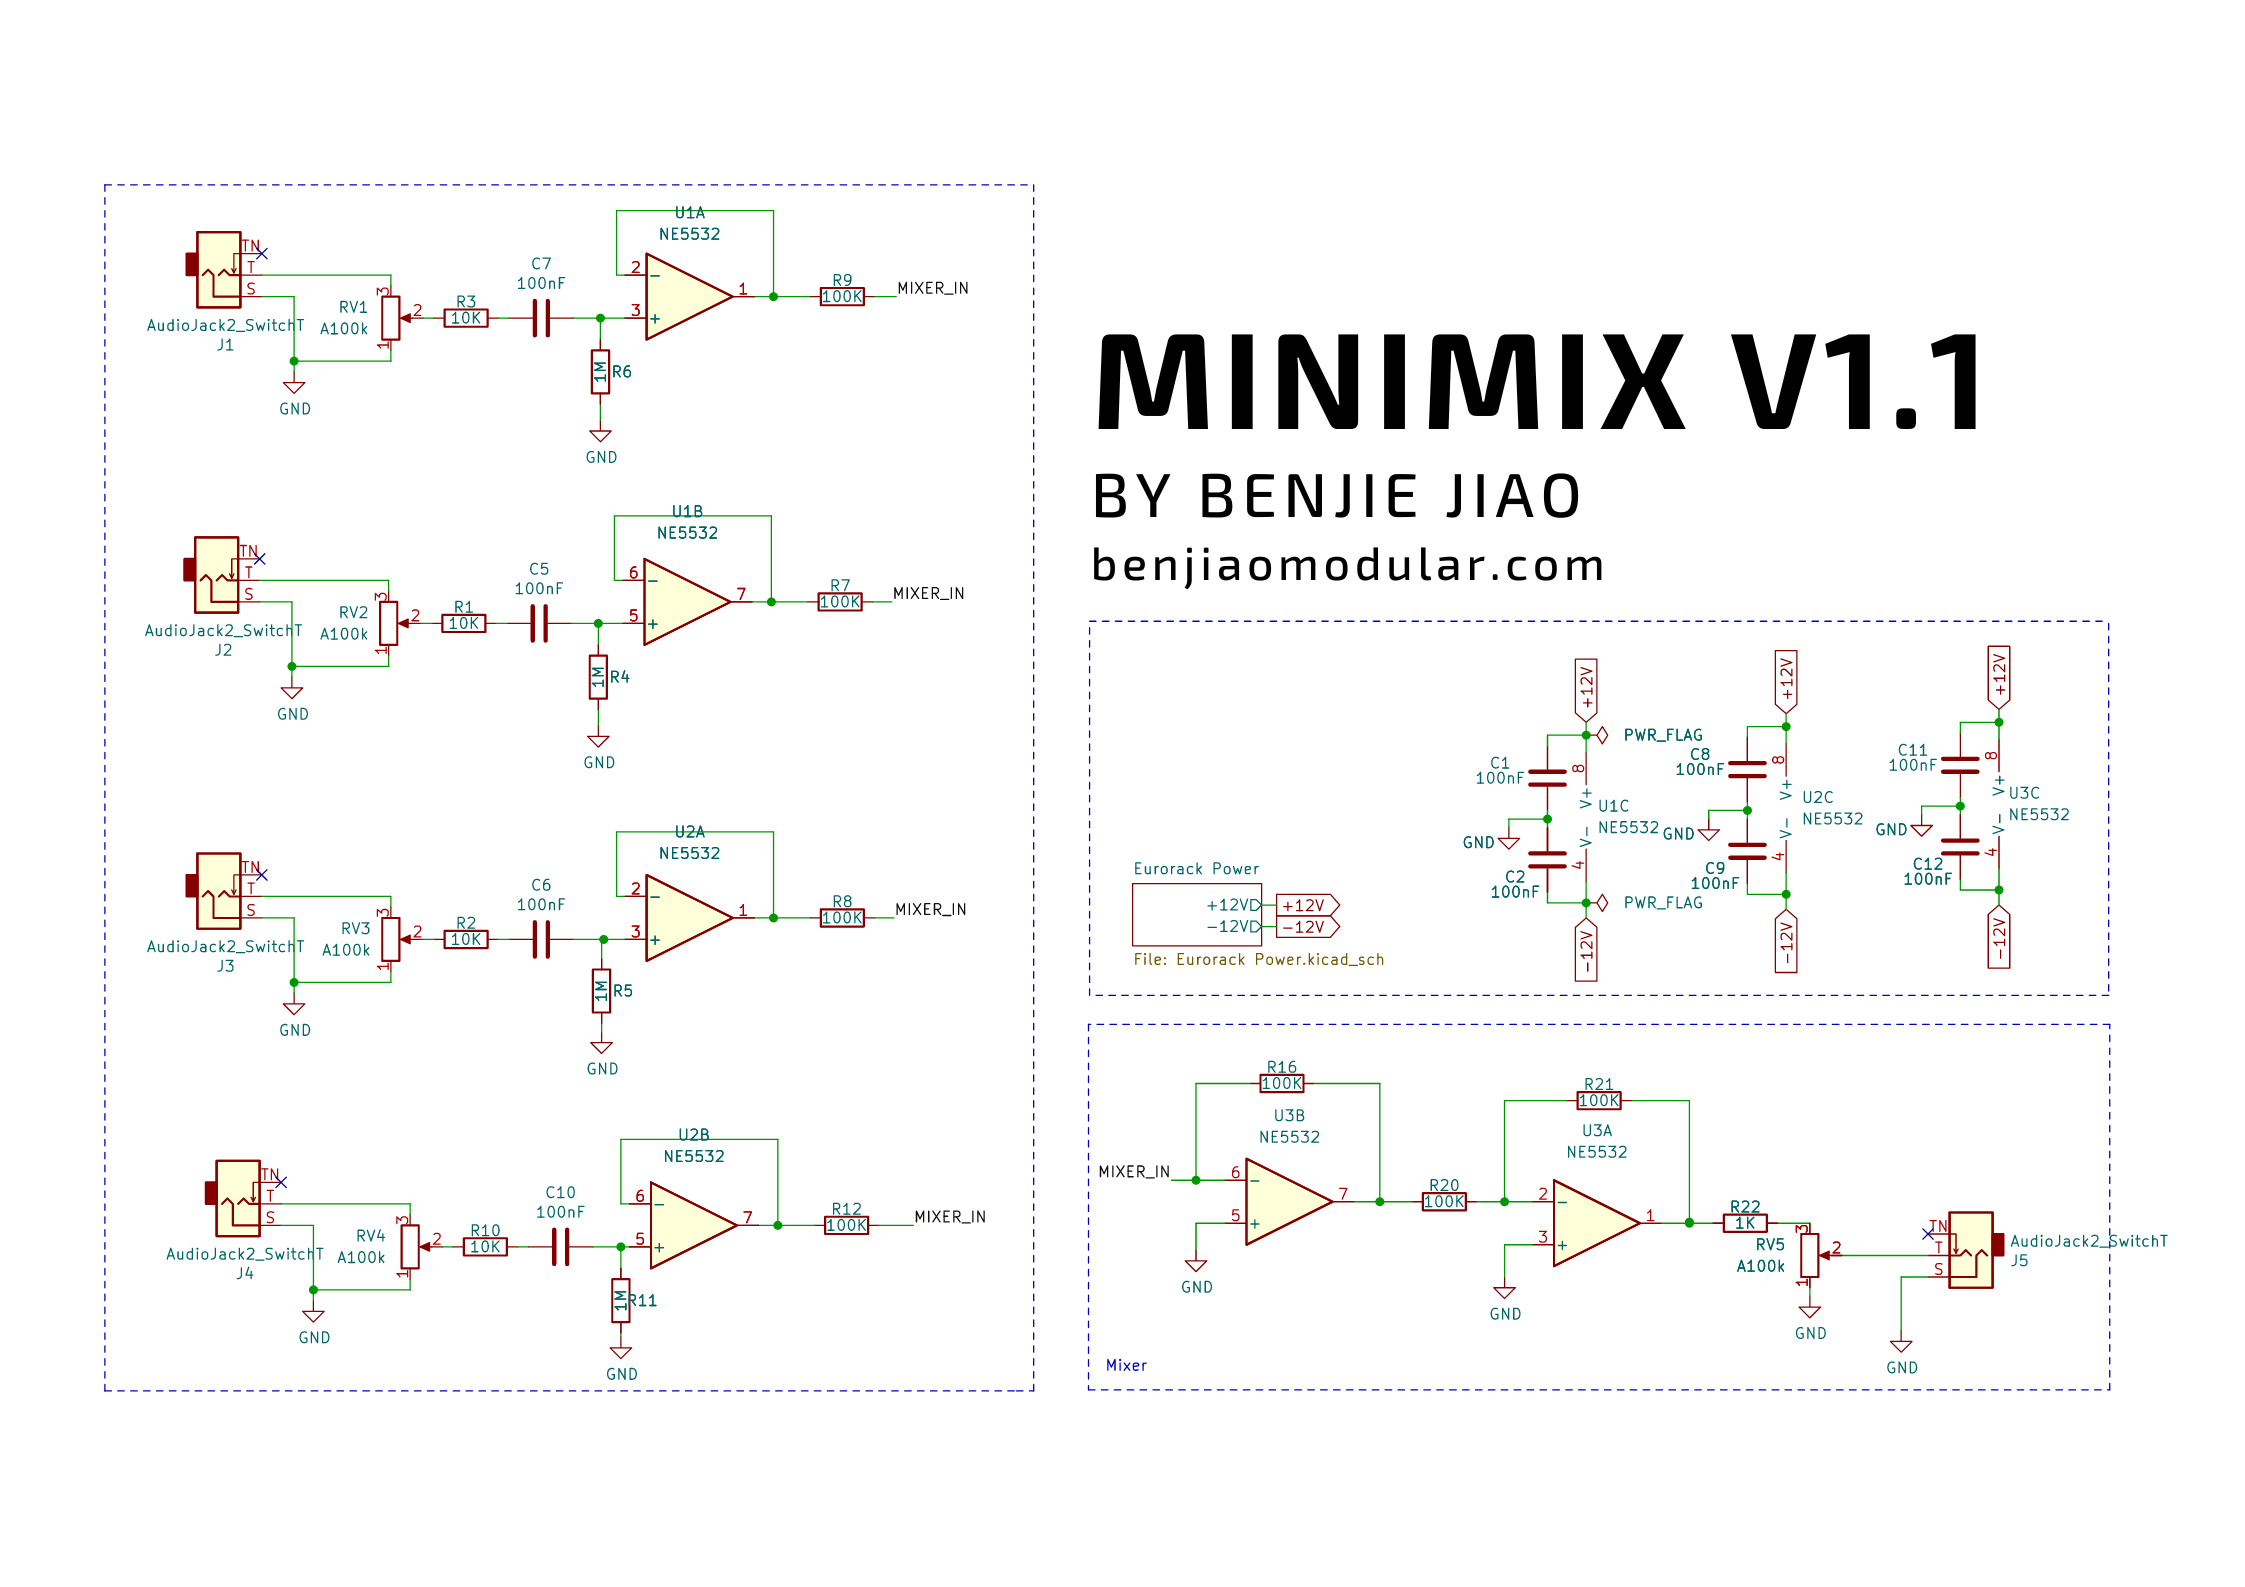 U1A
NE5532
TN
T
S
AudioJack2_SwitchT
J1
GND
RV1
A100k
3
2
1
R3
10K
C7
100nF
2
3
−
+
1
1M
R6
GND
R9
100K
MIXER_IN
U1B
NE5532
TN
T
S
AudioJack2_SwitchT
J2
GND
RV2
A100k
3
2
1
R1
10K
C5
100nF
6
5
−
+
7
1M
R4
GND
R7
100K
MIXER_IN
U2A
NE5532
TN
T
S
AudioJack2_SwitchT
J3
GND
RV3
A100k
3
2
1
R2
10K
C6
100nF
2
3
−
+
1
1M
R5
GND
R8
100K
MIXER_IN
U2B
NE5532
TN
T
S
AudioJack2_SwitchT
J4
GND
RV4
A100k
3
2
1
R10
10K
C10
100nF
6
5
−
+
7
1M
R11
GND
R12
100K
MIXER_IN
MINIMIX V1.1
BY BENJIE JIAO
benjiaomodular.com
Eurorack Power
+12V
−12V
+12V
−12V
File: Eurorack Power.kicad_sch
+12V
PWR_FLAG
C1
100nF
8
V+
U1C
NE5532
V−
4
GND
C2
100nF
PWR_FLAG
−12V
+12V
C8
100nF
8
V+
U2C
NE5532
V−
4
GND
C9
100nF
−12V
+12V
C11
100nF
8
V+
U3C
NE5532
V−
4
GND
C12
100nF
−12V
R16
100K
U3B
NE5532
MIXER_IN
6
5
−
+
7
GND
R20
100K
R21
100K
U3A
NE5532
2
3
−
+
1
GND
R22
1K
RV5
A100k
3
2
1
GND
TN
T
S
AudioJack2_SwitchT
J5
GND
Mixer